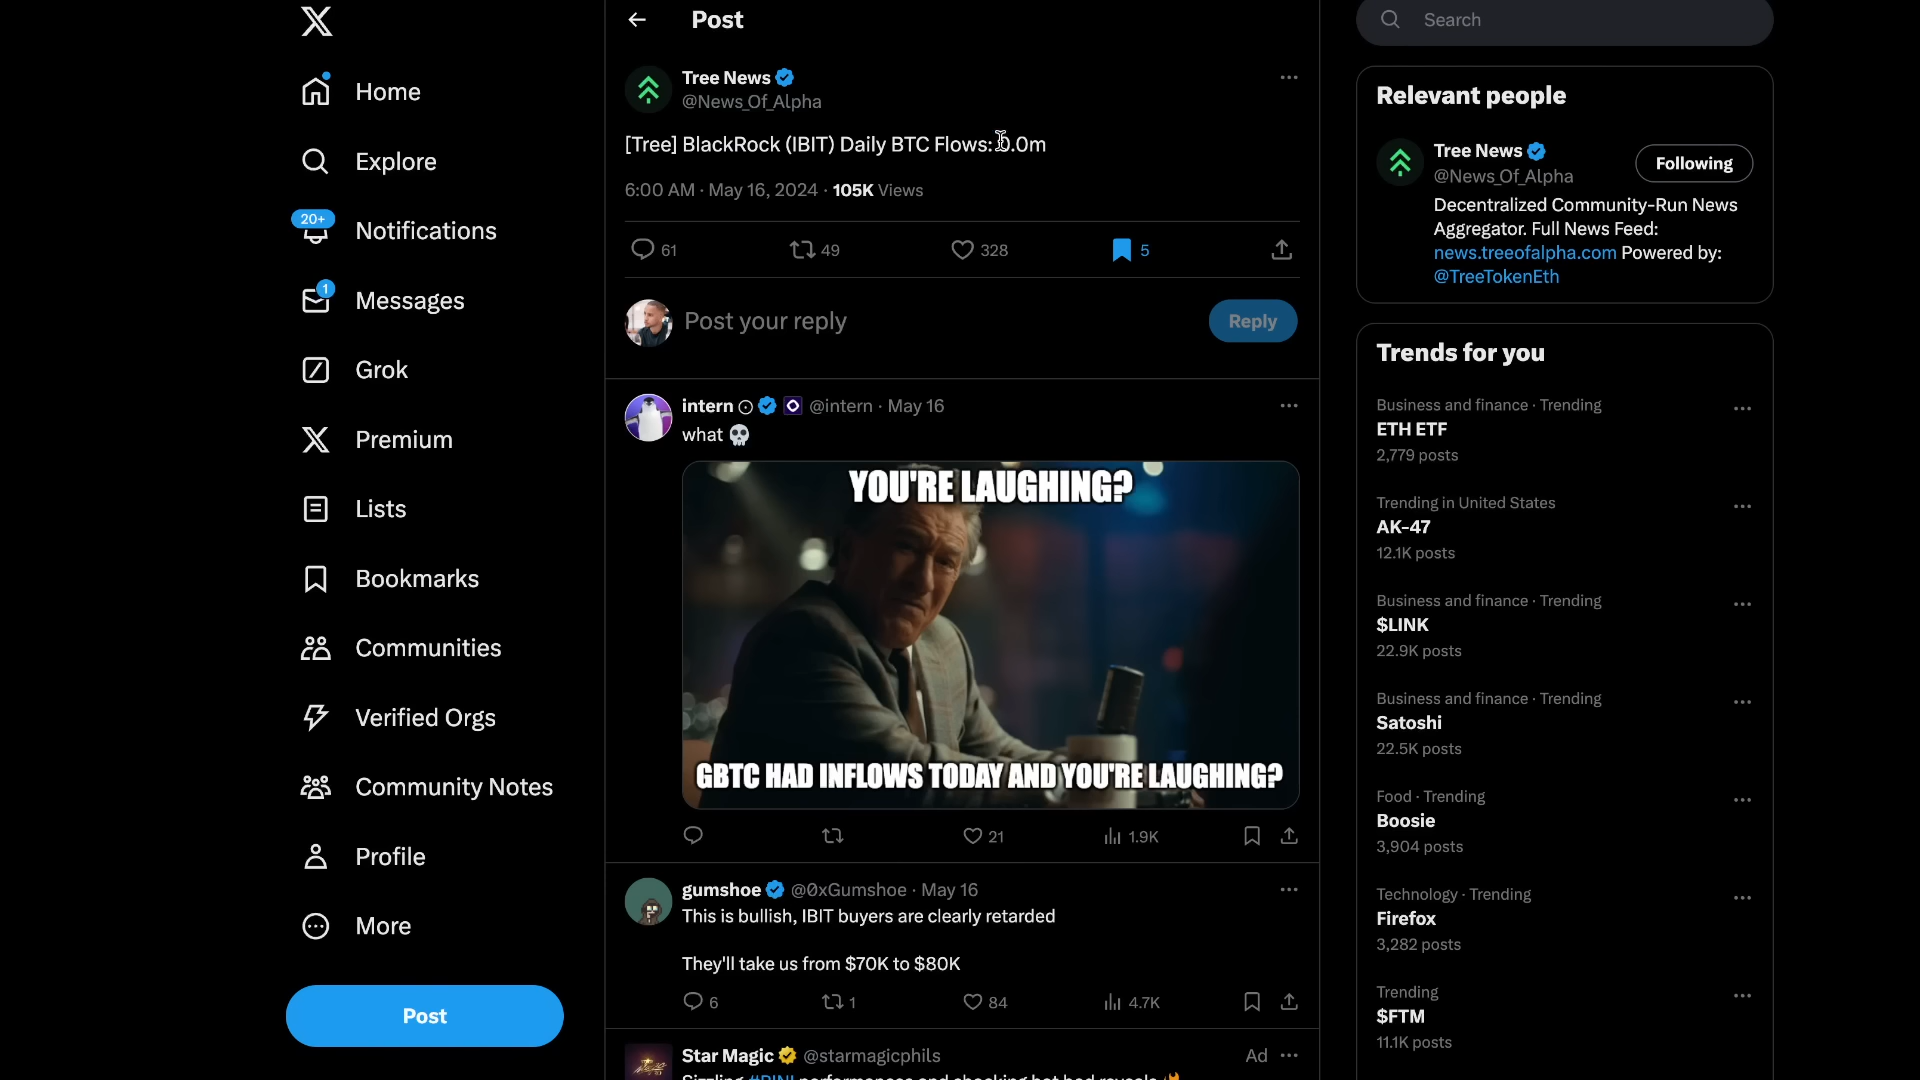 Home
Explore
20+
Notifications
1
Messages
Grok
Premium
Lists
Bookmarks
Communities
Verified Orgs
Community Notes
Profile
More
Post
Post
Tree News
@News_Of_Alpha
[Tree] BlackRock (IBIT) Daily BTC Flows: 0.0m
6:00 AM · May 16, 2024 · 105K Views
61 49 328 5
Post your reply
Reply
intern @intern · May 16
what 💀
YOU'RE LAUGHING?
GBTC HAD INFLOWS TODAY AND YOU'RE LAUGHING?
21 1.9K
gumshoe @0xGumshoe · May 16
This is bullish, IBIT buyers are clearly retarded
They'll take us from $70K to $80K
6 1 84 4.7K
Star Magic @starmagicphils Ad
Search
Relevant people
Tree News
@News_Of_Alpha
Following
Decentralized Community-Run News
Aggregator. Full News Feed:
news.treeofalpha.com Powered by:
@TreeTokenEth
Trends for you
Business and finance · Trending
ETH ETF
2,779 posts
Trending in United States
AK-47
12.1K posts
Business and finance · Trending
$LINK
22.9K posts
Business and finance · Trending
Satoshi
22.5K posts
Food · Trending
Boosie
3,904 posts
Technology · Trending
Firefox
3,282 posts
Trending
$FTM
11.1K posts